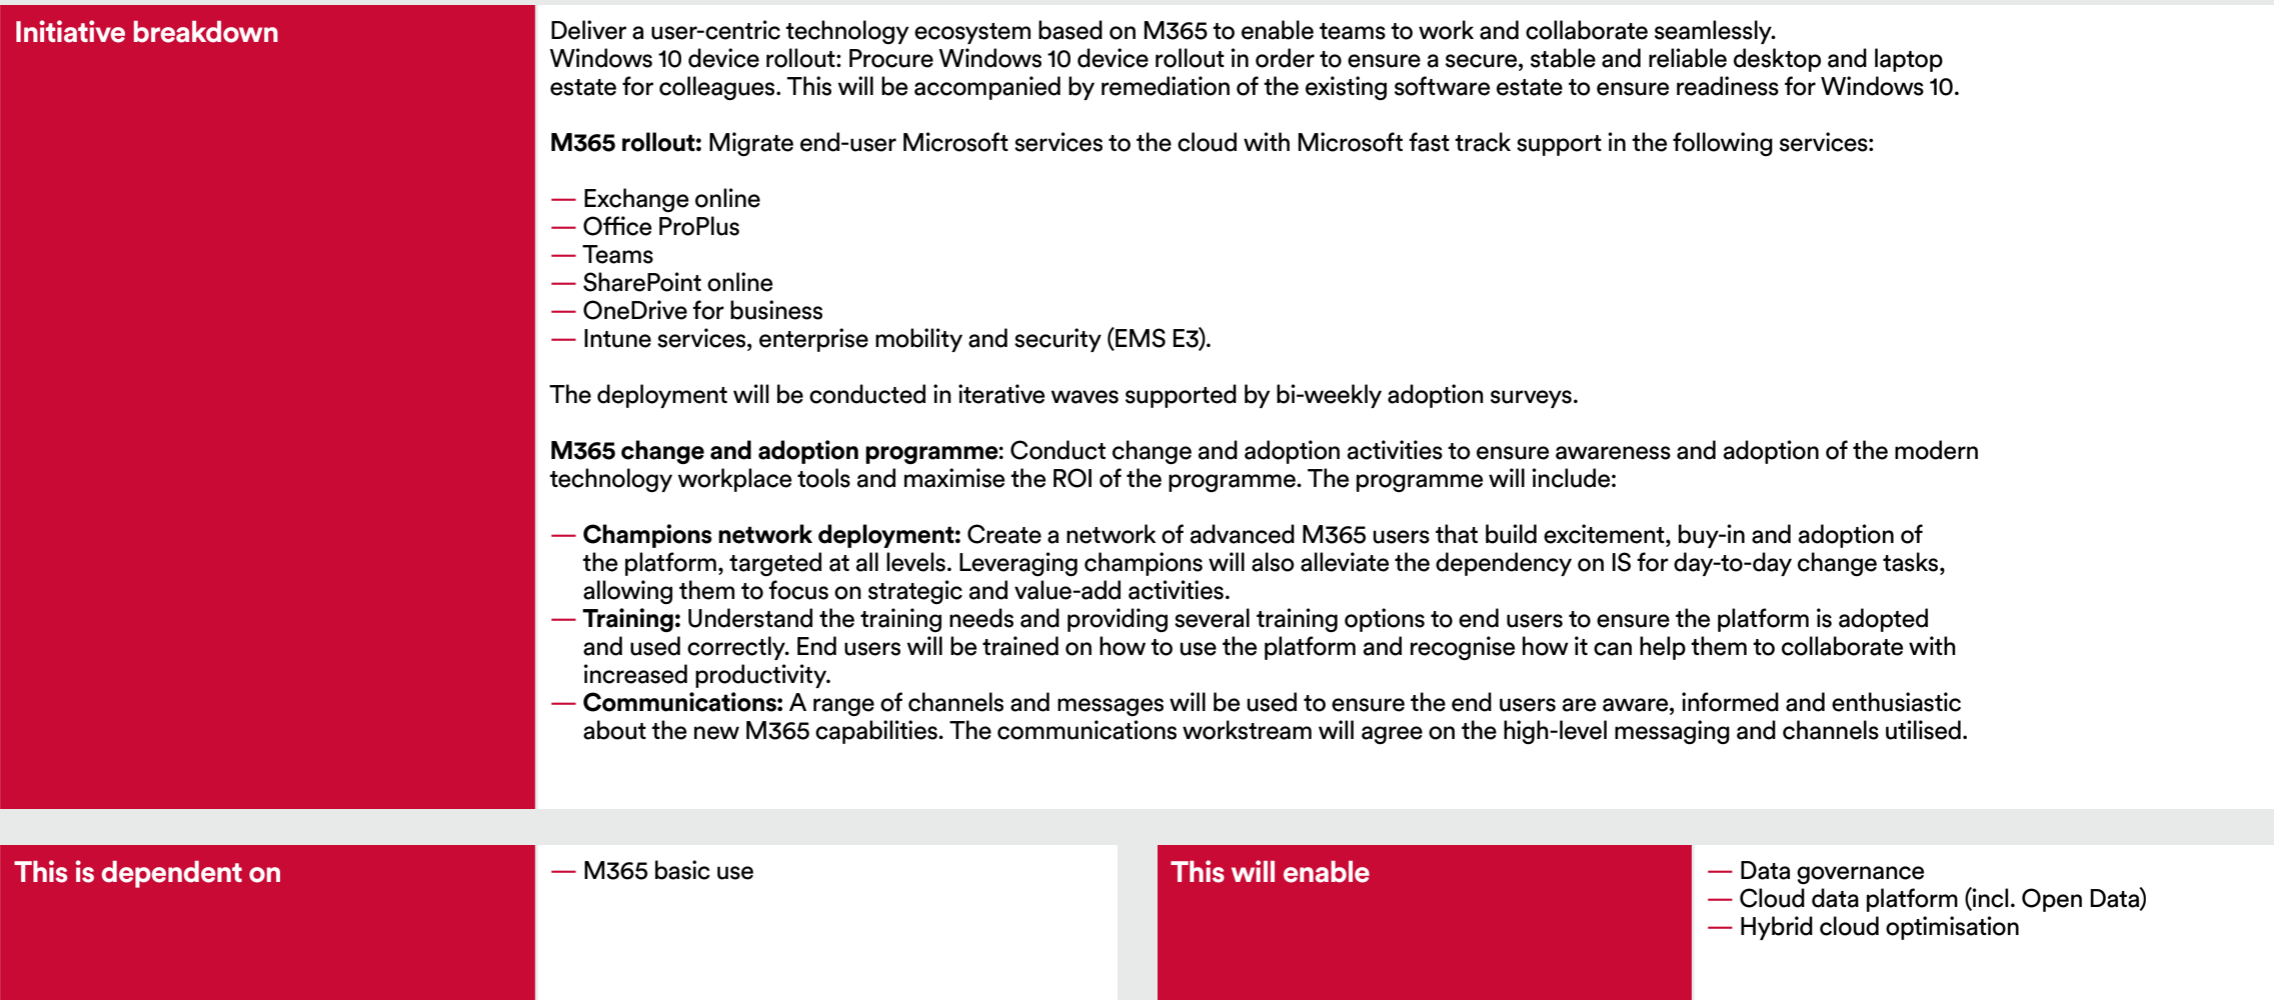 Initiative breakdown
Deliver a user-centric technology ecosystem based on M365 to enable teams to work and collaborate seamlessly.
Windows 10 device rollout: Procure Windows 10 device rollout in order to ensure a secure, stable and reliable desktop and laptop
estate for colleagues. This will be accompanied by remediation of the existing software estate to ensure readiness for Windows 10.
M365 rollout: Migrate end-user Microsoft services to the cloud with Microsoft fast track support in the following services:
— Exchange online
— Office ProPlus
— Teams
— SharePoint online
— OneDrive for business
— Intune services, enterprise mobility and security (EMS E3).
The deployment will be conducted in iterative waves supported by bi-weekly adoption surveys.
M365 change and adoption programme: Conduct change and adoption activities to ensure awareness and adoption of the modern
technology workplace tools and maximise the ROI of the programme. The programme will include:
— Champions network deployment: Create a network of advanced M365 users that build excitement, buy-in and adoption of
the platform, targeted at all levels. Leveraging champions will also alleviate the dependency on IS for day-to-day change tasks,
allowing them to focus on strategic and value-add activities.
— Training: Understand the training needs and providing several training options to end users to ensure the platform is adopted
and used correctly. End users will be trained on how to use the platform and recognise how it can help them to collaborate with
increased productivity.
— Communications: A range of channels and messages will be used to ensure the end users are aware, informed and enthusiastic
about the new M365 capabilities. The communications workstream will agree on the high-level messaging and channels utilised.
This is dependent on
— M365 basic use
This will enable
— Data governance
— Cloud data platform (incl. Open Data)
— Hybrid cloud optimisation